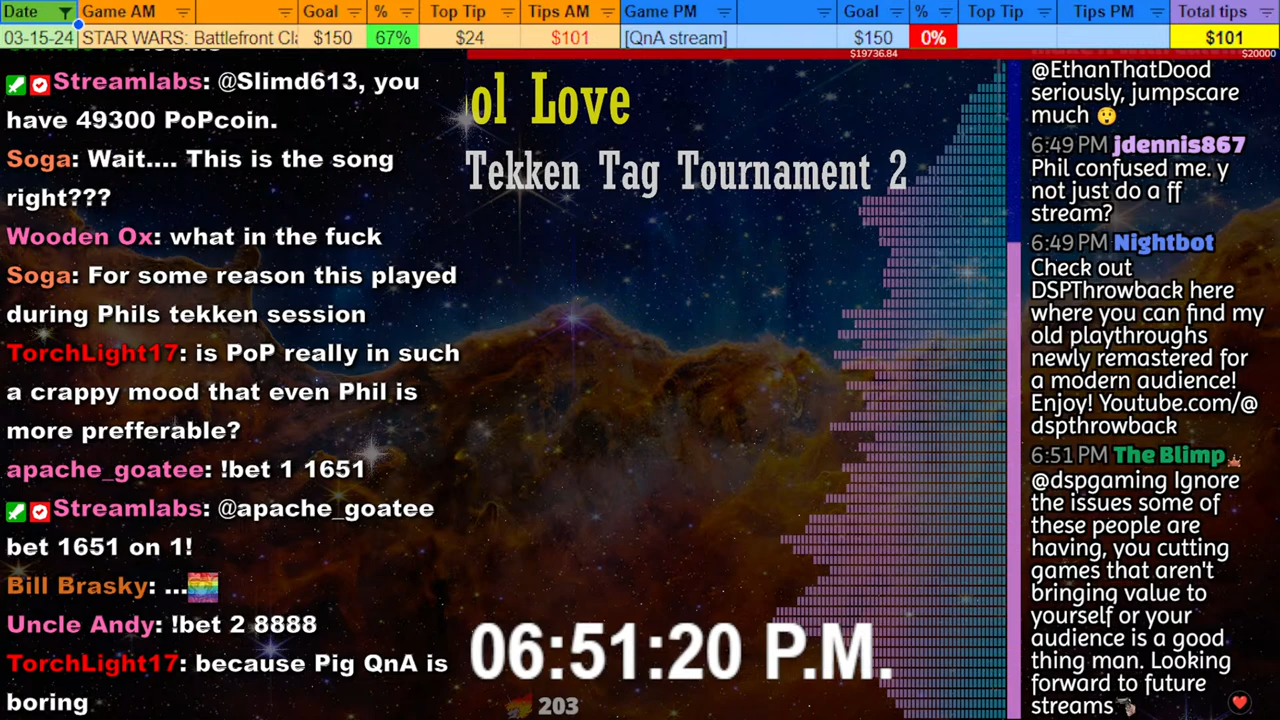 Date Game AM Goal % Top Tip Tips AM Game PM Goal % Top Tip Tips PM Total tips
03-15-24 STAR WARS: Battlefront Cla $150 67% $24 $101 [QnA stream] $150 0% $101
$19736.84 $20000
Streamlabs: @Slimd613, you
have 49300 PoPcoin.
Soga: Wait.... This is the song
right???
Wooden Ox: what in the fuck
Soga: For some reason this played
during Phils tekken session
TorchLight17: is PoP really in such
a crappy mood that even Phil is
more prefferable?
apache_goatee: !bet 1 1651
Streamlabs: @apache_goatee
bet 1651 on 1!
Bill Brasky: ...
Uncle Andy: !bet 2 8888
TorchLight17: because Pig QnA is
boring
ol Love
Tekken Tag Tournament 2
06:51:20 P.M.
203
@EthanThatDood
seriously, jumpscare
much
6:49 PM jdennis867
Phil confused me. y
not just do a ff
stream?
6:49 PM Nightbot
Check out
DSPThrowback here
where you can find my
old playthroughs
newly remastered for
a modern audience!
Enjoy! Youtube.com/@
dspthrowback
6:51 PM The Blimp
@dspgaming Ignore
the issues some of
these people are
having, you cutting
games that aren't
bringing value to
yourself or your
audience is a good
thing man. Looking
forward to future
streams